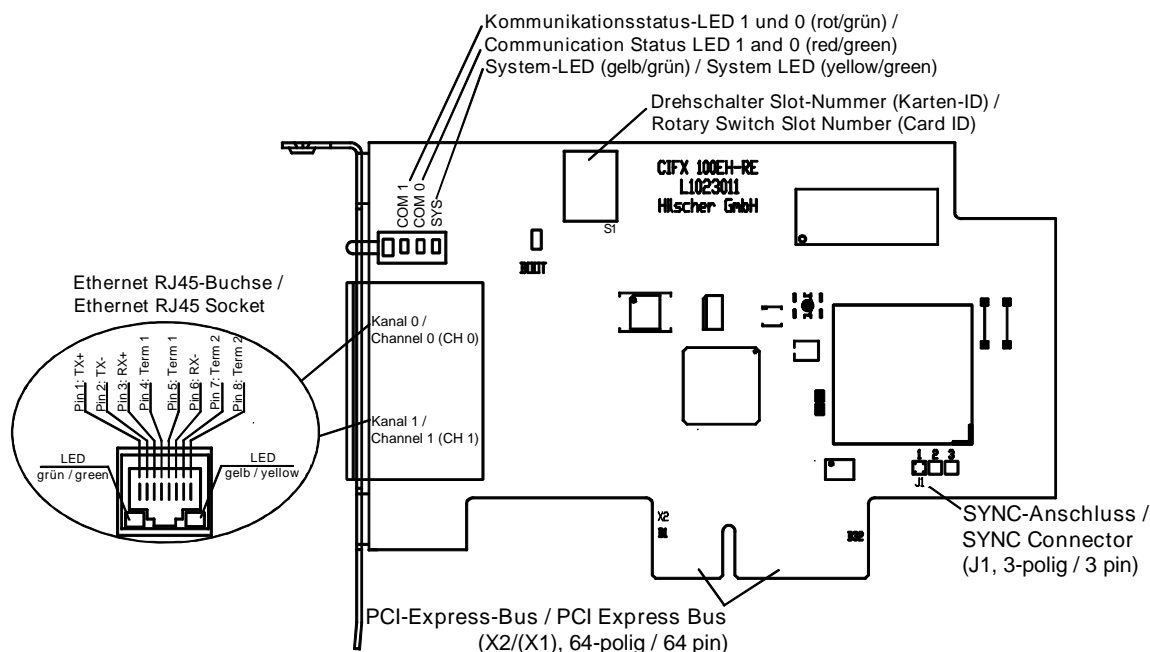 Kommunikationsstatus-LED 1 und 0 (rot/grün) /
Communication Status LED 1 and 0 (red/green)
System-LED (gelb/grün) / System LED (yellow/green)
Drehschalter Slot-Nummer (Karten-ID) /
Rotary Switch Slot Number (Card ID)
COM 1
COM 0
SYS
CIFX 100EH-RE
L1023011
Hilscher GmbH
S1
BOOT
Ethernet RJ45-Buchse /
Ethernet RJ45 Socket
Kanal 0 /
Channel 0 (CH 0)
Pin 1: TX+
Pin 2: TX-
Pin 3: RX+
Pin 4: Term 1
Pin 5: Term 1
Pin 6: RX-
Pin 7: Term 2
Pin 8: Term 2
Kanal 1 /
Channel 1 (CH 1)
LED
grün / green
LED
gelb / yellow
1 2 3
J1
X2
B1
B32
SYNC-Anschluss /
SYNC Connector
(J1, 3-polig / 3 pin)
PCI-Express-Bus / PCI Express Bus
(X2/(X1), 64-polig / 64 pin)